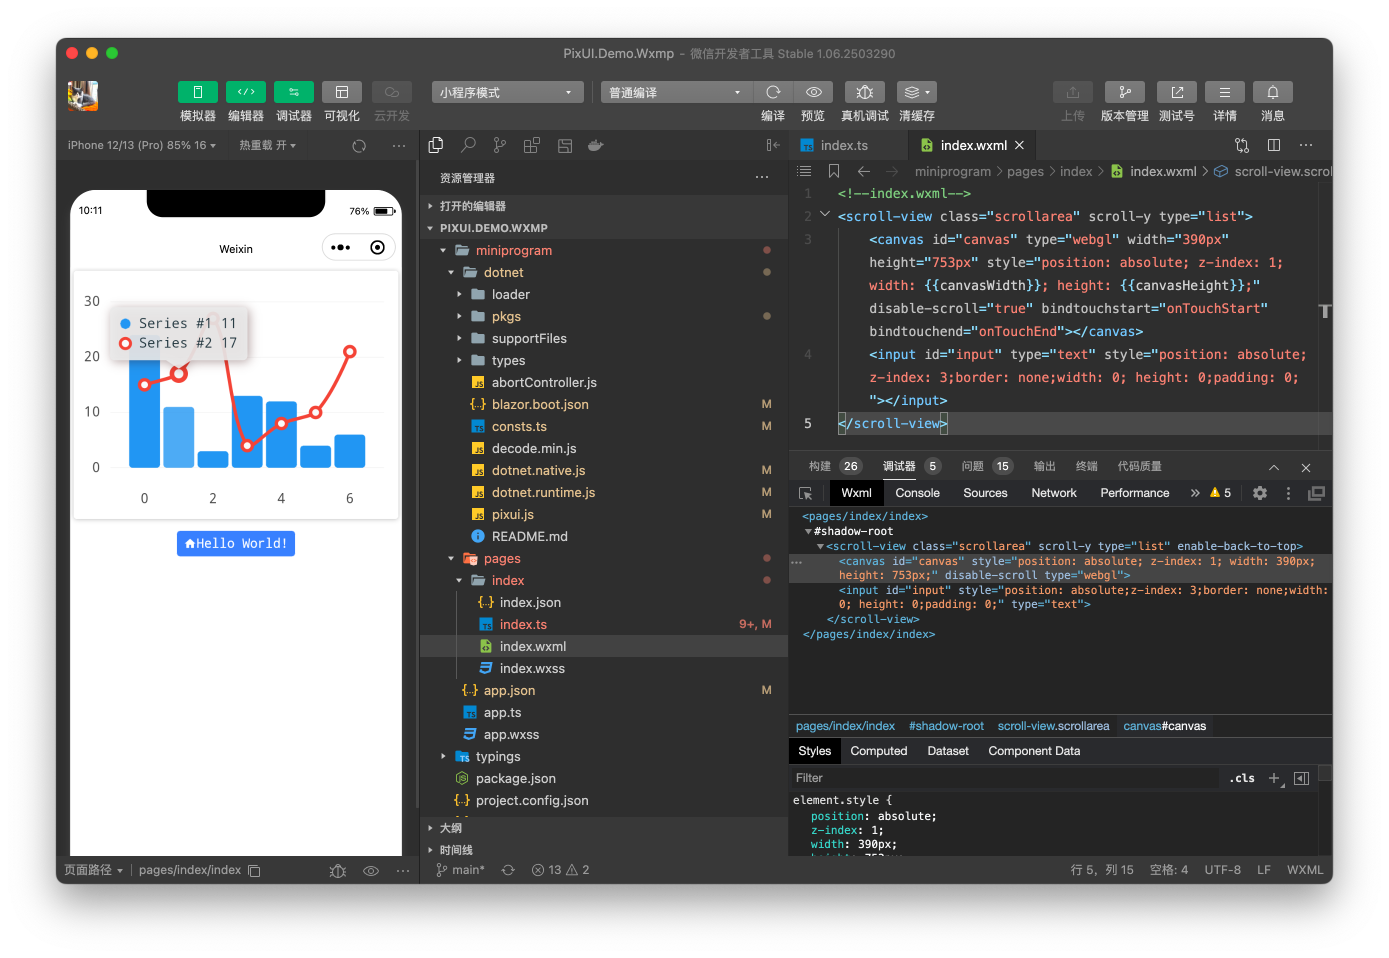 PixUI.Demo.Wxmp - 微信开发者工具 Stable 1.06.2503290
模拟器 编辑器 调试器 可视化 云开发
小程序模式
普通编译
编译 预览 真机调试 清缓存
上传 版本管理 测试号 详情 消息
iPhone 12/13 (Pro) 85% 16 热重载 开
10:11
76%
Weixin
30
20
10
0
Series #1 11
Series #2 17
0 2 4 6
Hello World!
页面路径 pages/index/index
资源管理器
打开的编辑器
PIXUI.DEMO.WXMP
miniprogram
dotnet
loader
pkgs
supportFiles
types
JS abortController.js
{..} blazor.boot.json M
TS consts.ts M
JS decode.min.js
JS dotnet.native.js M
JS dotnet.runtime.js M
JS pixui.js M
README.md
pages
index
{..} index.json
TS index.ts 9+, M
index.wxml
index.wxss
{..} app.json M
TS app.ts
app.wxss
TS typings
package.json
{..} project.config.json
大纲
时间线
main* 13 2
TS index.ts
index.wxml
miniprogram > pages > index > index.wxml > scroll-view.scrol
1 <!--index.wxml-->
2 <scroll-view class="scrollarea" scroll-y type="list">
3 <canvas id="canvas" type="webgl" width="390px"
height="753px" style="position: absolute; z-index: 1;
width: {{canvasWidth}}; height: {{canvasHeight}};"
disable-scroll="true" bindtouchstart="onTouchStart"
bindtouchend="onTouchEnd"></canvas>
4 <input id="input" type="text" style="position: absolute;
z-index: 3;border: none;width: 0; height: 0;padding: 0;
"></input>
5 </scroll-view>
构建 26 调试器 5 问题 15 输出 终端 代码质量
Wxml Console Sources Network Performance » 5
<pages/index/index>
#shadow-root
<scroll-view class="scrollarea" scroll-y type="list" enable-back-to-top>
<canvas id="canvas" style="position: absolute; z-index: 1; width: 390px;
height: 753px;" disable-scroll type="webgl">
<input id="input" style="position: absolute;z-index: 3;border: none;width:
0; height: 0;padding: 0;" type="text">
</scroll-view>
</pages/index/index>
pages/index/index #shadow-root scroll-view.scrollarea canvas#canvas
Styles Computed Dataset Component Data
Filter .cls
element.style {
position: absolute;
z-index: 1;
width: 390px;
height: 753px;
行 5，列 15 空格: 4 UTF-8 LF WXML